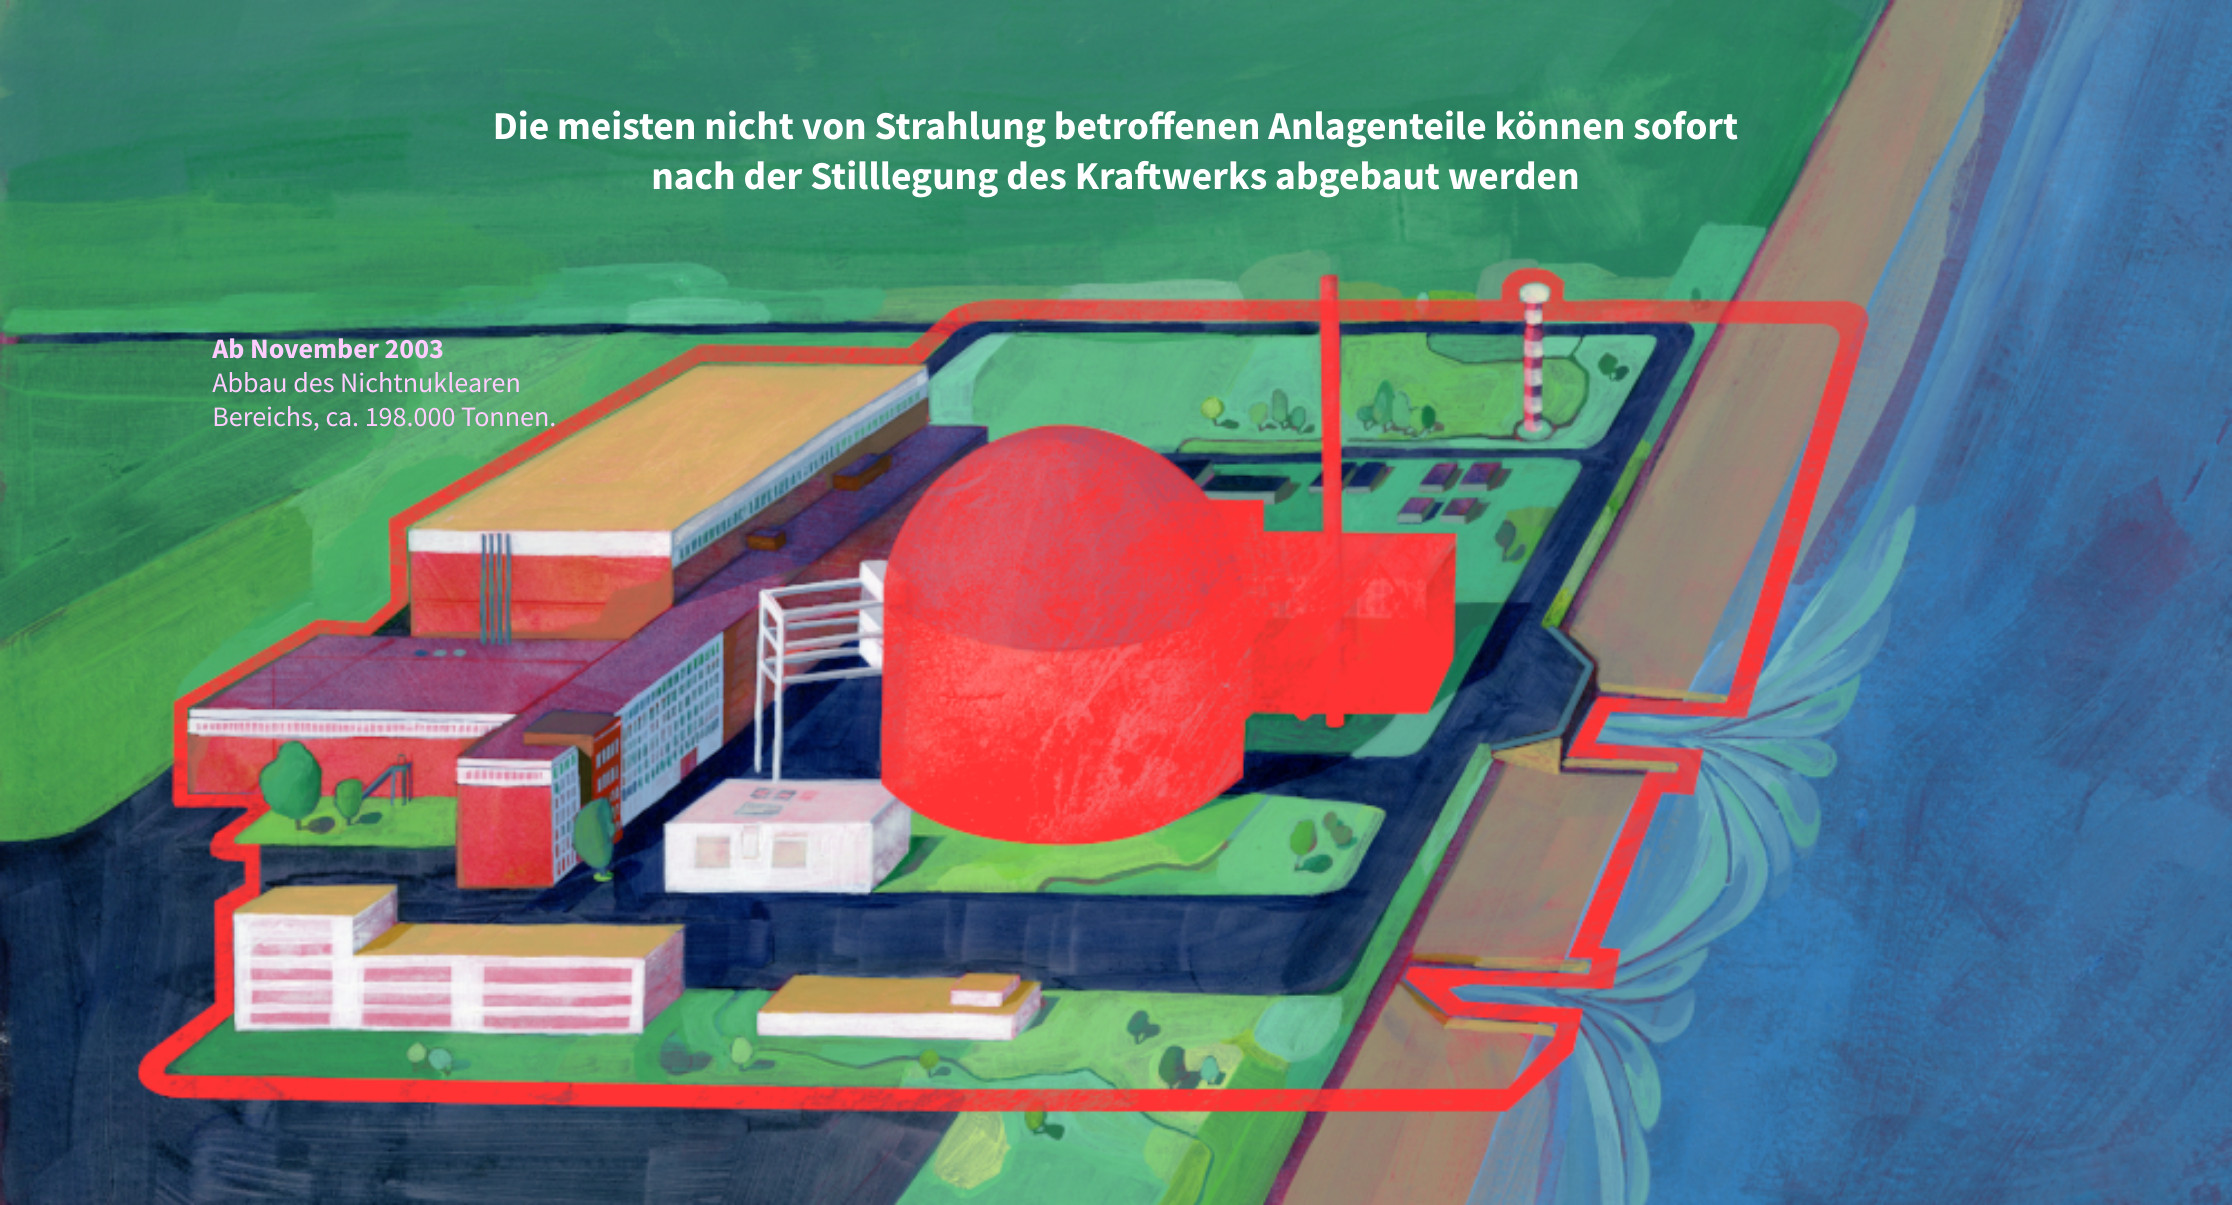 Die meisten nicht von Strahlung betroffenen Anlagenteile können sofort
nach der Stilllegung des Kraftwerks abgebaut werden
Ab November 2003
Abbau des Nichtnuklearen
Bereichs, ca. 198.000 Tonnen.